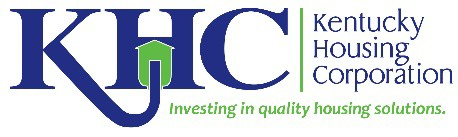 KHC
Kentucky
Housing
Corporation
Investing in quality housing solutions.